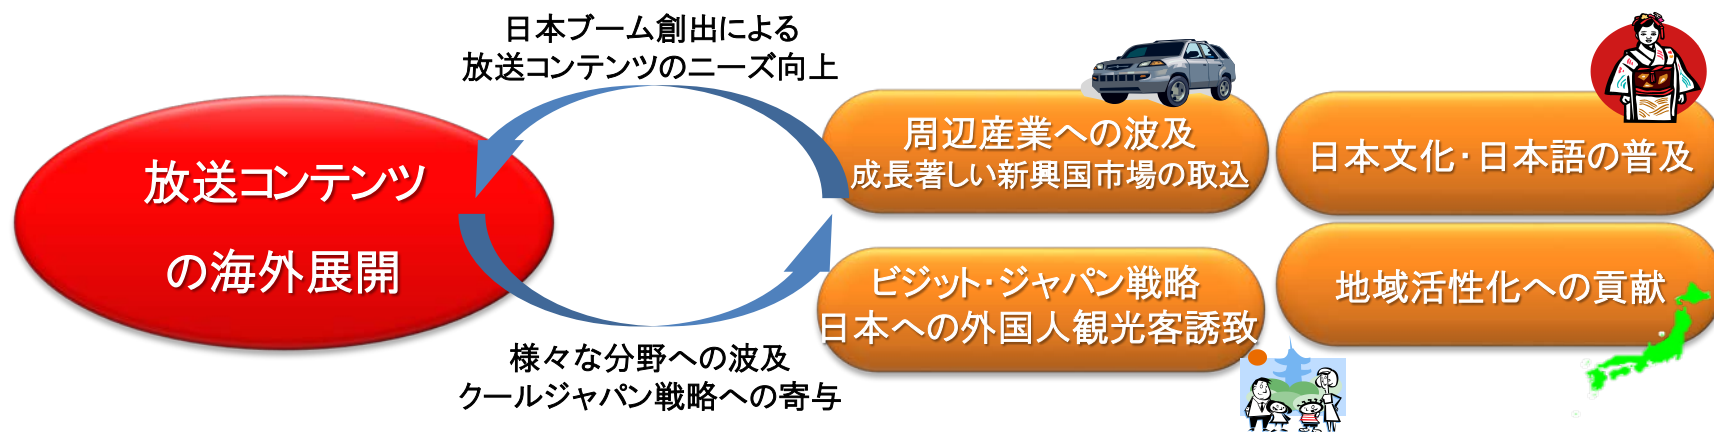 日本ブーム創出による
放送コンテンツのニーズ向上
放送コンテンツ
の海外展開
様々な分野への波及
クールジャパン戦略への寄与
周辺産業への波及
成長著しい新興国市場の取込
日本文化・日本語の普及
ビジット・ジャパン戦略
日本への外国人観光客誘致
地域活性化への貢献